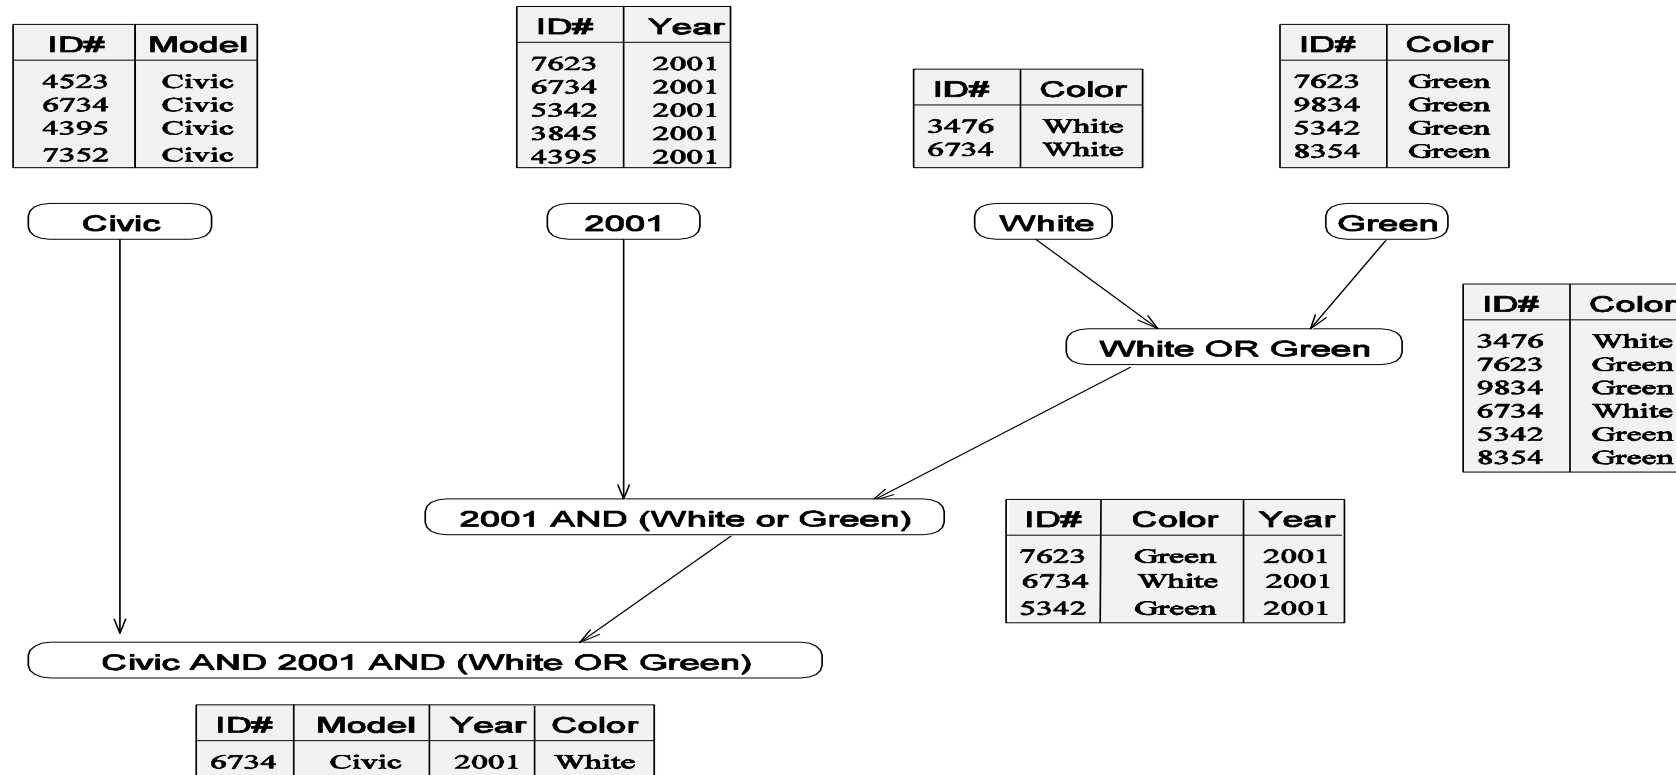 ID# Model
4523 Civic
6734 Civic
4395 Civic
7352 Civic
ID# Year
7623 2001
6734 2001
5342 2001
3845 2001
4395 2001
ID# Color
3476 White
6734 White
ID# Color
7623 Green
9834 Green
5342 Green
8354 Green
Civic
2001
White
Green
White OR Green
ID# Color
3476 White
7623 Green
9834 Green
6734 White
5342 Green
8354 Green
2001 AND (White or Green)
ID# Color Year
7623 Green 2001
6734 White 2001
5342 Green 2001
Civic AND 2001 AND (White OR Green)
ID# Model Year Color
6734 Civic 2001 White